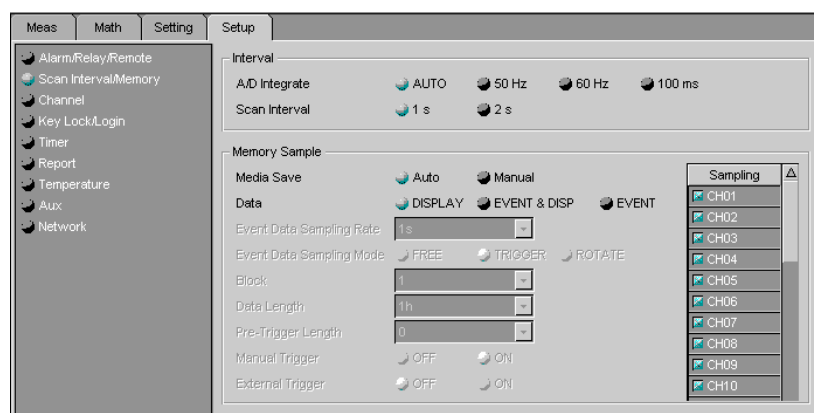 Meas Math Setting Setup
Alarm/Relay/Remote
Scan Interval/Memory
Channel
Key Lock/Login
Timer
Report
Temperature
Aux
Network
Interval
A/D Integrate AUTO 50 Hz 60 Hz 100 ms
Scan Interval 1 s 2 s
Memory Sample
Media Save Auto Manual
Data DISPLAY EVENT & DISP EVENT
Event Data Sampling Rate 1s
Event Data Sampling Mode FREE TRIGGER ROTATE
Block 1
Data Length 1h
Pre-Trigger Length 0
Manual Trigger OFF ON
External Trigger OFF ON
Sampling
CH01
CH02
CH03
CH04
CH05
CH06
CH07
CH08
CH09
CH10